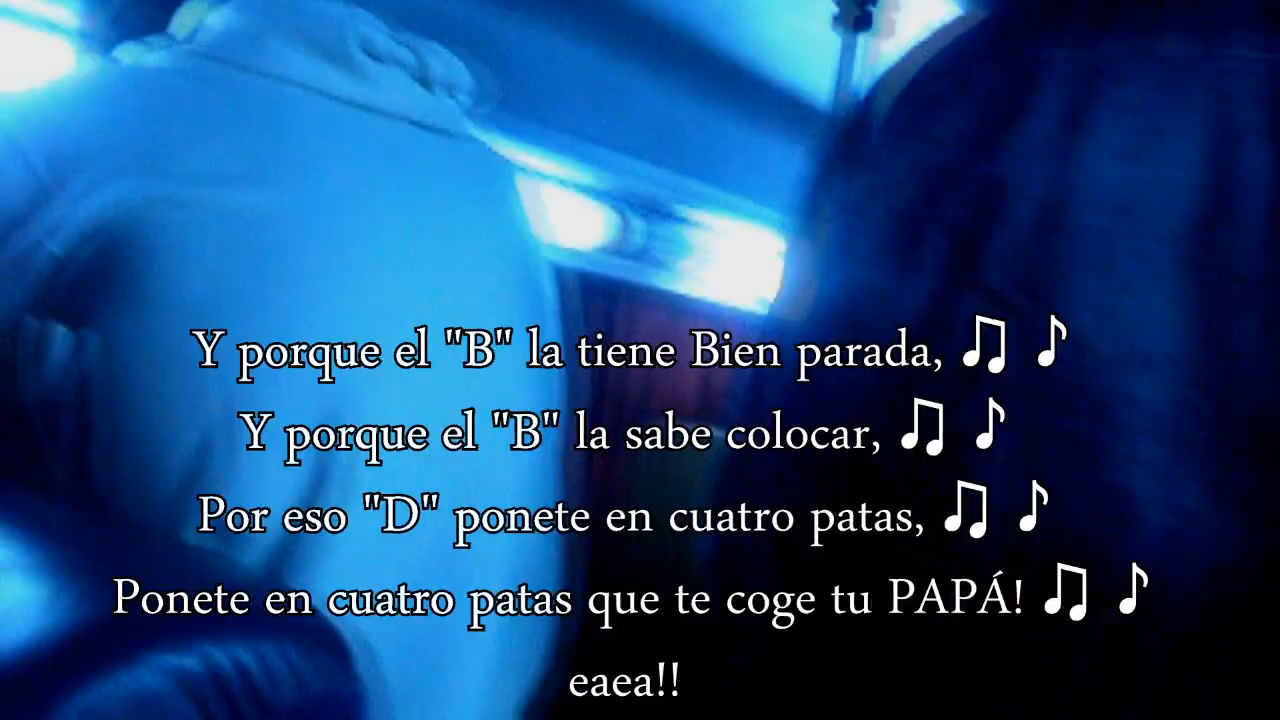 Y porque el "B" la tiene Bien parada, ♫ ♪
Y porque el "B" la sabe colocar, ♫ ♪
Por eso "D" ponete en cuatro patas, ♫ ♪
Ponete en cuatro patas que te coge tu PAPÁ! ♫ ♪
eaea!!